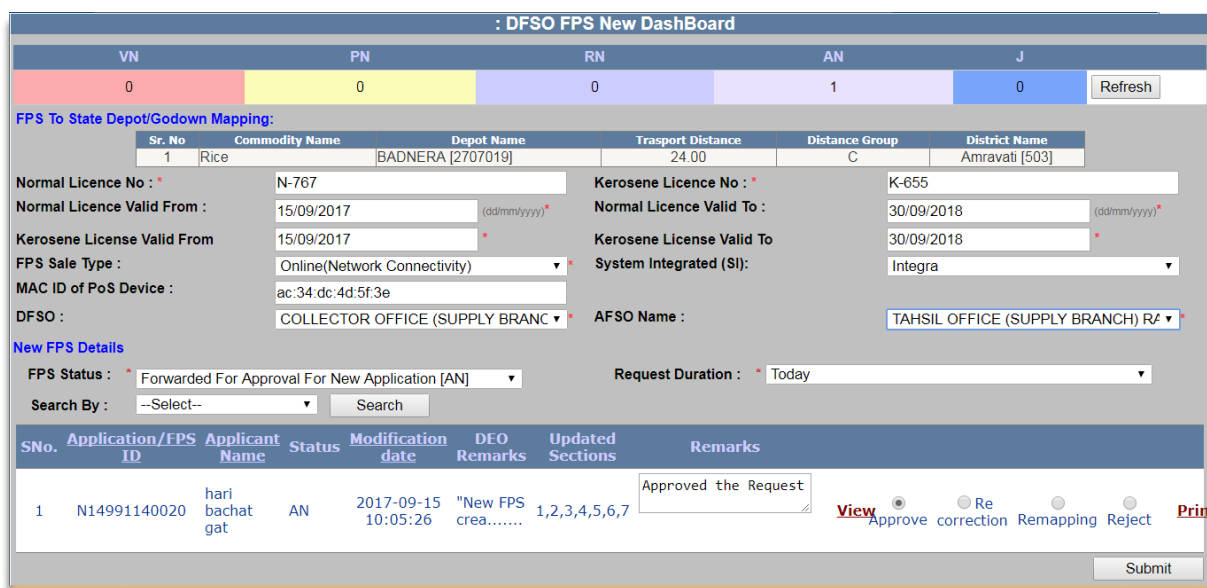 : DFSO FPS New DashBoard
VN PN RN AN J
0 0 0 1 0 Refresh
FPS To State Depot/Godown Mapping:
Sr. No Commodity Name Depot Name Trasport Distance Distance Group District Name
1 Rice BADNERA [2707019] 24.00 C Amravati [503]
Normal Licence No : * N-767 Kerosene Licence No : * K-655
Normal Licence Valid From : 15/09/2017 (dd/mm/yyyy)* Normal Licence Valid To : 30/09/2018 (dd/mm/yyyy)*
Kerosene License Valid From 15/09/2017 * Kerosene License Valid To 30/09/2018 *
FPS Sale Type : Online(Network Connectivity) * System Integrated (SI): Integra
MAC ID of PoS Device : ac:34:dc:4d:5f:3e
DFSO : COLLECTOR OFFICE (SUPPLY BRANC * AFSO Name : TAHSIL OFFICE (SUPPLY BRANCH) RA *
New FPS Details
FPS Status : * Forwarded For Approval For New Application [AN] Request Duration : * Today
Search By : --Select-- Search
SNo. Application/FPS ID Applicant Name Status Modification date DEO Remarks Updated Sections Remarks
1 N14991140020 hari bachat gat AN 2017-09-15 10:05:26 "New FPS crea....... 1,2,3,4,5,6,7 Approved the Request View Approve Re correction Remapping Reject Prin
Submit